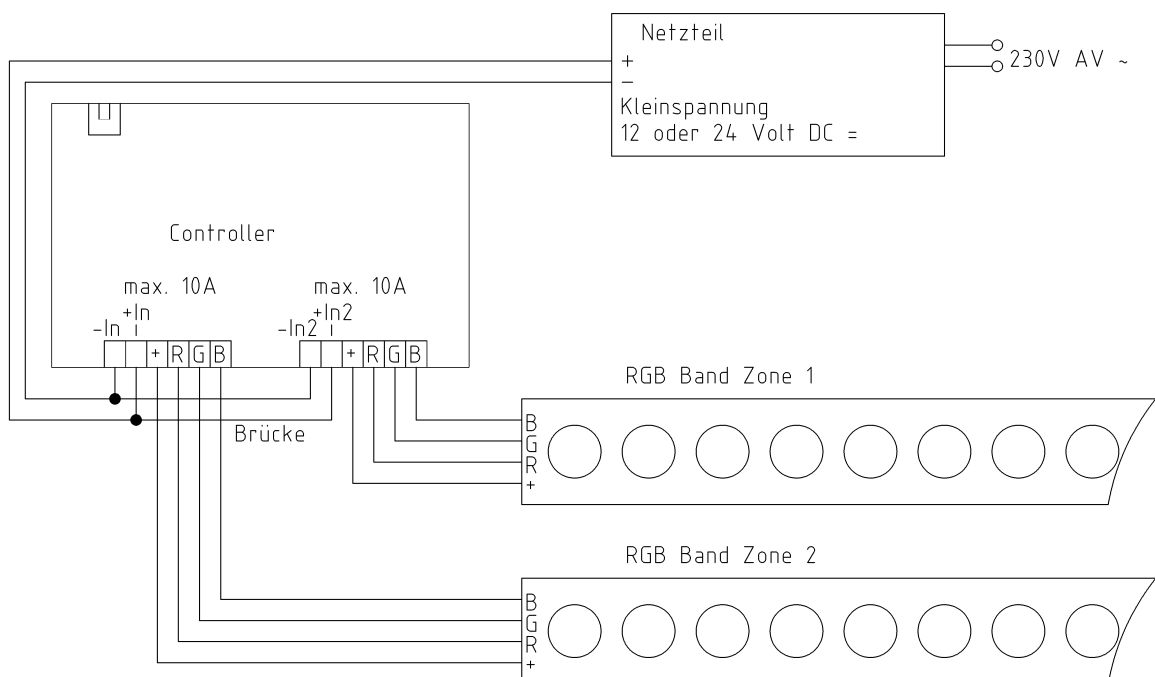 Netzteil
+
–
230V AV ~
Kleinspannung
12 oder 24 Volt DC =
Controller
max. 10A
max. 10A
+In
+In2
-In
-In2
+ R G B
+ R G B
Brücke
RGB Band Zone 1
B
G
R
+
RGB Band Zone 2
B
G
R
+